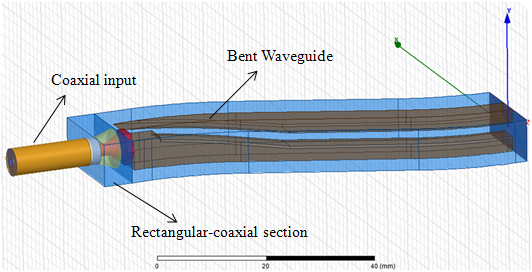 Y
X
Bent Waveguide
Coaxial input
Z
Rectangular-coaxial section
0 20 40 (mm)